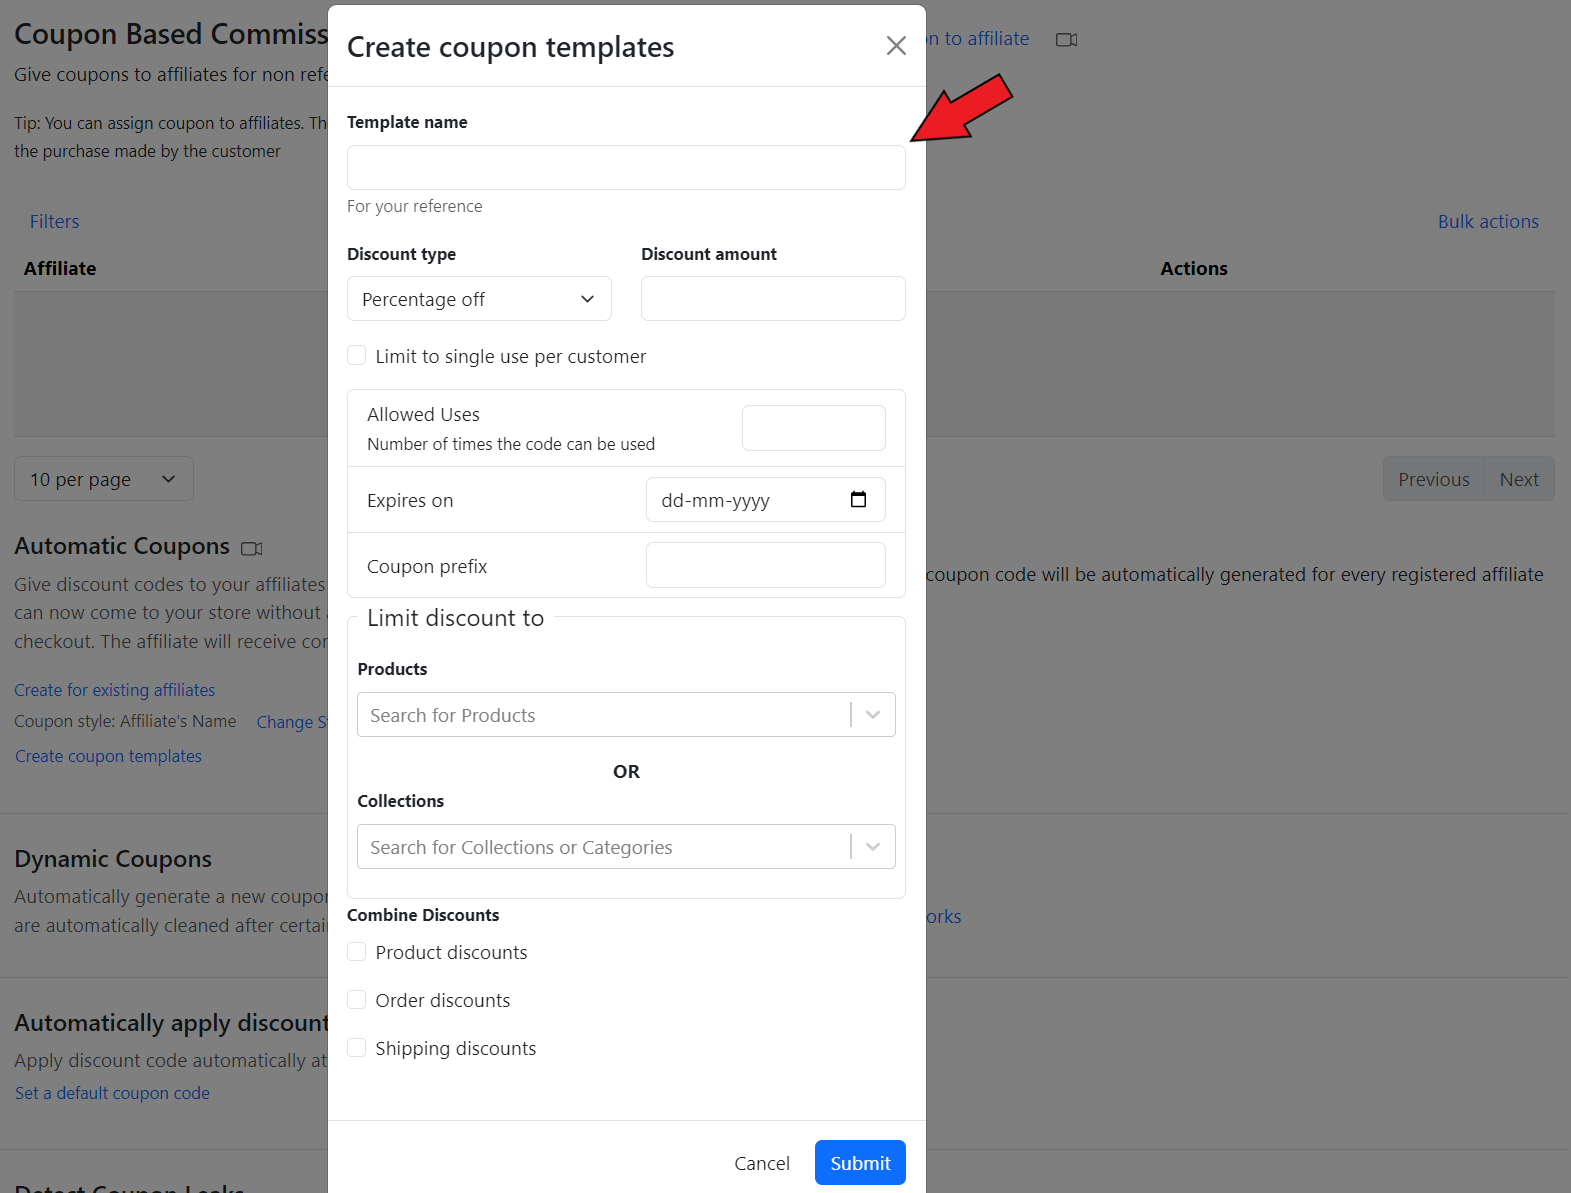 Coupon Based Commiss
n to affiliate
Give coupons to affiliates for non refe
Tip: You can assign coupon to affiliates. Th
the purchase made by the customer
Filters
Bulk actions
Affiliate
Actions
10 per page
Previous
Next
Automatic Coupons
Give discount codes to your affiliates
coupon code will be automatically generated for every registered affiliate
can now come to your store without
checkout. The affiliate will receive cor
Create for existing affiliates
Coupon style: Affiliate's Name Change S
Create coupon templates
Dynamic Coupons
Automatically generate a new coupon
are automatically cleaned after certai
orks
Automatically apply discount
Apply discount code automatically at
Set a default coupon code
Detect Coupon Leaks
Create coupon templates
Template name
For your reference
Discount type
Discount amount
Percentage off
Limit to single use per customer
Allowed Uses
Number of times the code can be used
Expires on
dd-mm-yyyy
Coupon prefix
Limit discount to
Products
Search for Products
OR
Collections
Search for Collections or Categories
Combine Discounts
Product discounts
Order discounts
Shipping discounts
Cancel
Submit